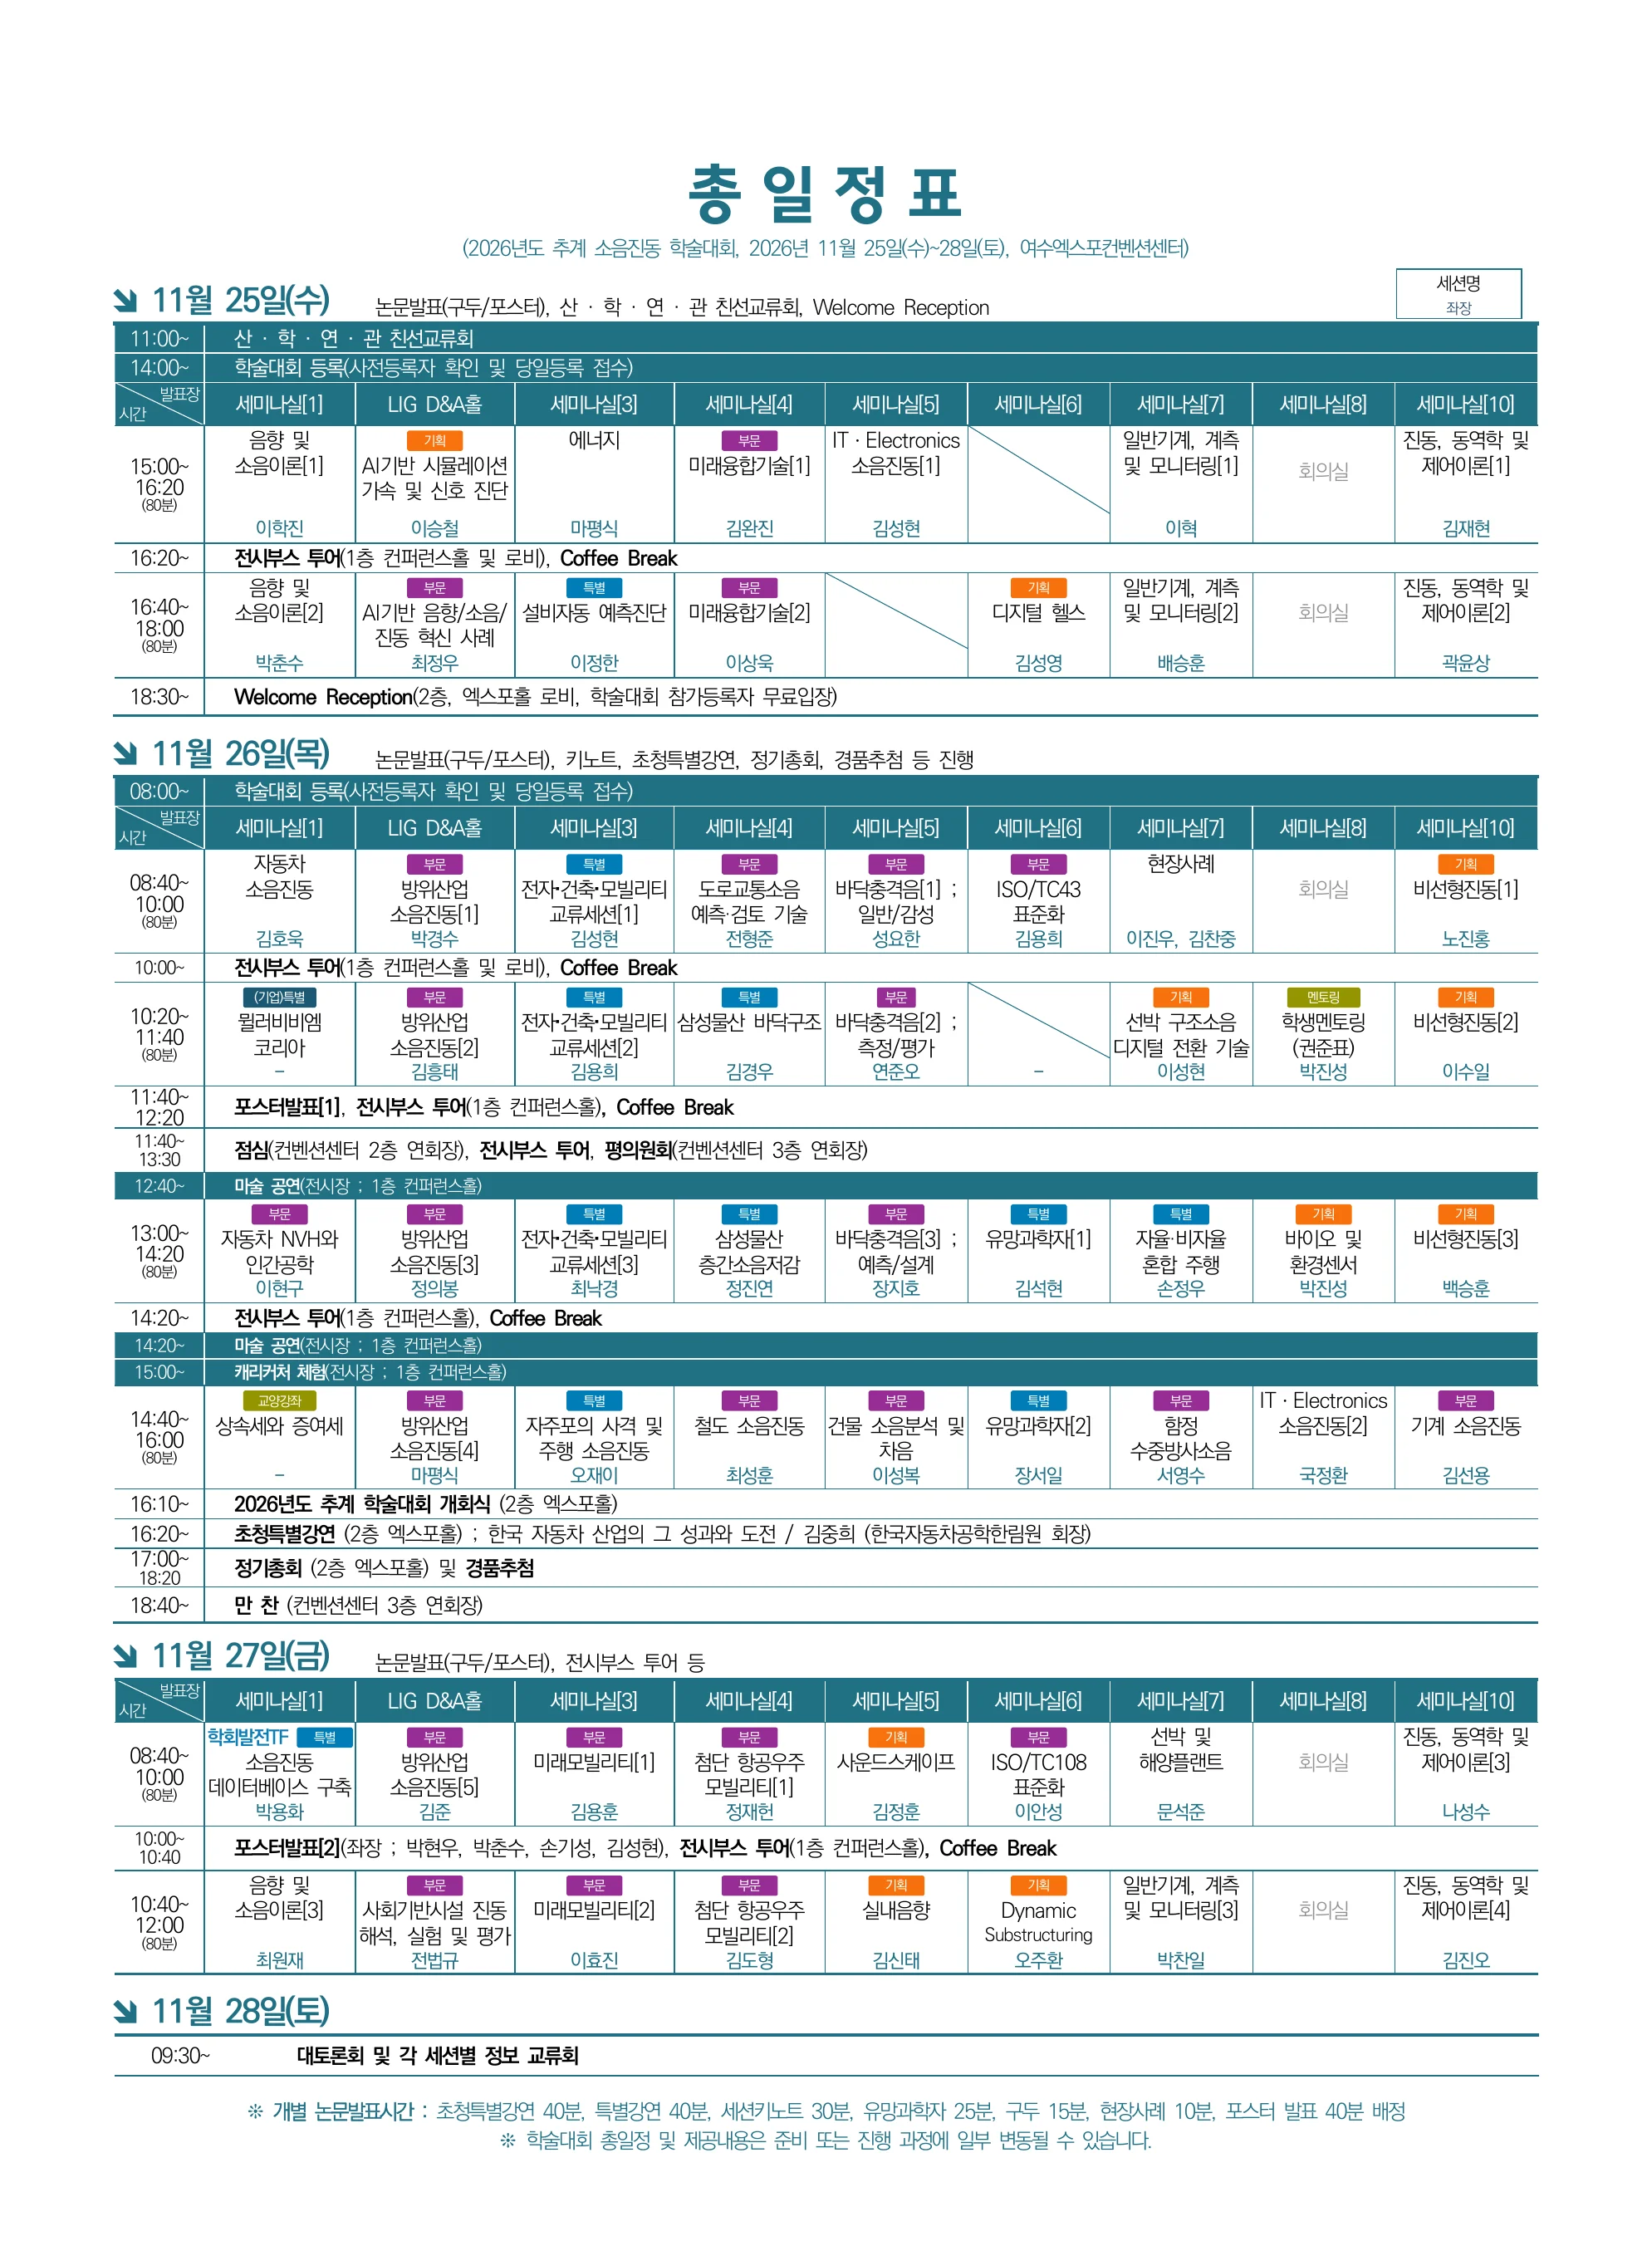 총 일 정 표
(2026년도 추계 소음진동 학술대회, 2026년 11월 25일(수)~28일(토), 여수엑스포컨벤션센터)
세션명
좌장
11월 25일(수) 논문발표(구두/포스터), 산 · 학 · 연 · 관 친선교류회, Welcome Reception
11:00~ 산 · 학 · 연 · 관 친선교류회
14:00~ 학술대회 등록(사전등록자 확인 및 당일등록 접수)
발표장
시간
세미나실[1] LIG D&A홀 세미나실[3] 세미나실[4] 세미나실[5] 세미나실[6] 세미나실[7] 세미나실[8] 세미나실[10]
15:00~
16:20
(80분)
음향 및
소음이론[1]
이학진
기획
AI기반 시뮬레이션
가속 및 신호 진단
이승철
에너지
마평식
부문
미래융합기술[1]
김완진
IT · Electronics
소음진동[1]
김성현
일반기계, 계측
및 모니터링[1]
이혁
회의실
진동, 동역학 및
제어이론[1]
김재현
16:20~ 전시부스 투어(1층 컨퍼런스홀 및 로비), Coffee Break
16:40~
18:00
(80분)
음향 및
소음이론[2]
박춘수
부문
AI기반 음향/소음/
진동 혁신 사례
최정우
특별
설비자동 예측진단
이정한
부문
미래융합기술[2]
이상욱
기획
디지털 헬스
김성영
일반기계, 계측
및 모니터링[2]
배승훈
회의실
진동, 동역학 및
제어이론[2]
곽윤상
18:30~ Welcome Reception(2층, 엑스포홀 로비, 학술대회 참가등록자 무료입장)
11월 26일(목) 논문발표(구두/포스터), 키노트, 초청특별강연, 정기총회, 경품추첨 등 진행
08:00~ 학술대회 등록(사전등록자 확인 및 당일등록 접수)
발표장
시간
세미나실[1] LIG D&A홀 세미나실[3] 세미나실[4] 세미나실[5] 세미나실[6] 세미나실[7] 세미나실[8] 세미나실[10]
08:40~
10:00
(80분)
자동차
소음진동
김호욱
부문
방위산업
소음진동[1]
박경수
특별
전자•건축•모빌리티
교류세션[1]
김성현
부문
도로교통소음
예측·검토 기술
전형준
부문
바닥충격음[1] ;
일반/감성
성요한
부문
ISO/TC43
표준화
김용희
현장사례
이진우, 김찬중
회의실
기획
비선형진동[1]
노진홍
10:00~ 전시부스 투어(1층 컨퍼런스홀 및 로비), Coffee Break
10:20~
11:40
(80분)
(기업)특별
뮐러비비엠
코리아
–
부문
방위산업
소음진동[2]
김흥태
특별
전자•건축•모빌리티
교류세션[2]
김용희
특별
삼성물산 바닥구조
김경우
부문
바닥충격음[2] ;
측정/평가
연준오
–
기획
선박 구조소음
디지털 전환 기술
이성현
멘토링
학생멘토링
(권준표)
박진성
기획
비선형진동[2]
이수일
11:40~
12:20
포스터발표[1], 전시부스 투어(1층 컨퍼런스홀), Coffee Break
11:40~
13:30
점심(컨벤션센터 2층 연회장), 전시부스 투어, 평의원회(컨벤션센터 3층 연회장)
12:40~ 마술 공연(전시장 ; 1층 컨퍼런스홀)
13:00~
14:20
(80분)
부문
자동차 NVH와
인간공학
이현구
부문
방위산업
소음진동[3]
정의봉
특별
전자•건축•모빌리티
교류세션[3]
최낙경
특별
삼성물산
층간소음저감
정진연
부문
바닥충격음[3] ;
예측/설계
장지호
특별
유망과학자[1]
김석현
특별
자율·비자율
혼합 주행
손정우
기획
바이오 및
환경센서
박진성
기획
비선형진동[3]
백승훈
14:20~ 전시부스 투어(1층 컨퍼런스홀), Coffee Break
14:20~ 마술 공연(전시장 ; 1층 컨퍼런스홀)
15:00~ 캐리커처 체험(전시장 ; 1층 컨퍼런스홀)
14:40~
16:00
(80분)
교양강좌
상속세와 증여세
–
부문
방위산업
소음진동[4]
마평식
특별
자주포의 사격 및
주행 소음진동
오재이
부문
철도 소음진동
최성훈
부문
건물 소음분석 및
차음
이성복
특별
유망과학자[2]
장서일
부문
함정
수중방사소음
서영수
IT · Electronics
소음진동[2]
국정환
부문
기계 소음진동
김선용
16:10~ 2026년도 추계 학술대회 개회식 (2층 엑스포홀)
16:20~ 초청특별강연 (2층 엑스포홀) ; 한국 자동차 산업의 그 성과와 도전 / 김중희 (한국자동차공학한림원 회장)
17:00~
18:20
정기총회 (2층 엑스포홀) 및 경품추첨
18:40~ 만 찬 (컨벤션센터 3층 연회장)
11월 27일(금) 논문발표(구두/포스터), 전시부스 투어 등
발표장
시간
세미나실[1] LIG D&A홀 세미나실[3] 세미나실[4] 세미나실[5] 세미나실[6] 세미나실[7] 세미나실[8] 세미나실[10]
08:40~
10:00
(80분)
학회발전TF 특별
소음진동
데이터베이스 구축
박용화
부문
방위산업
소음진동[5]
김준
부문
미래모빌리티[1]
김용훈
부문
첨단 항공우주
모빌리티[1]
정재헌
기획
사운드스케이프
김정훈
부문
ISO/TC108
표준화
이안성
선박 및
해양플랜트
문석준
회의실
진동, 동역학 및
제어이론[3]
나성수
10:00~
10:40
포스터발표[2](좌장 ; 박현우, 박춘수, 손기성, 김성현), 전시부스 투어(1층 컨퍼런스홀), Coffee Break
10:40~
12:00
(80분)
음향 및
소음이론[3]
최원재
부문
사회기반시설 진동
해석, 실험 및 평가
전법규
부문
미래모빌리티[2]
이효진
부문
첨단 항공우주
모빌리티[2]
김도형
기획
실내음향
김신태
기획
Dynamic
Substructuring
오주환
일반기계, 계측
및 모니터링[3]
박찬일
회의실
진동, 동역학 및
제어이론[4]
김진오
11월 28일(토)
09:30~ 대토론회 및 각 세션별 정보 교류회
※ 개별 논문발표시간 : 초청특별강연 40분, 특별강연 40분, 세션키노트 30분, 유망과학자 25분, 구두 15분, 현장사례 10분, 포스터 발표 40분 배정
※ 학술대회 총일정 및 제공내용은 준비 또는 진행 과정에 일부 변동될 수 있습니다.